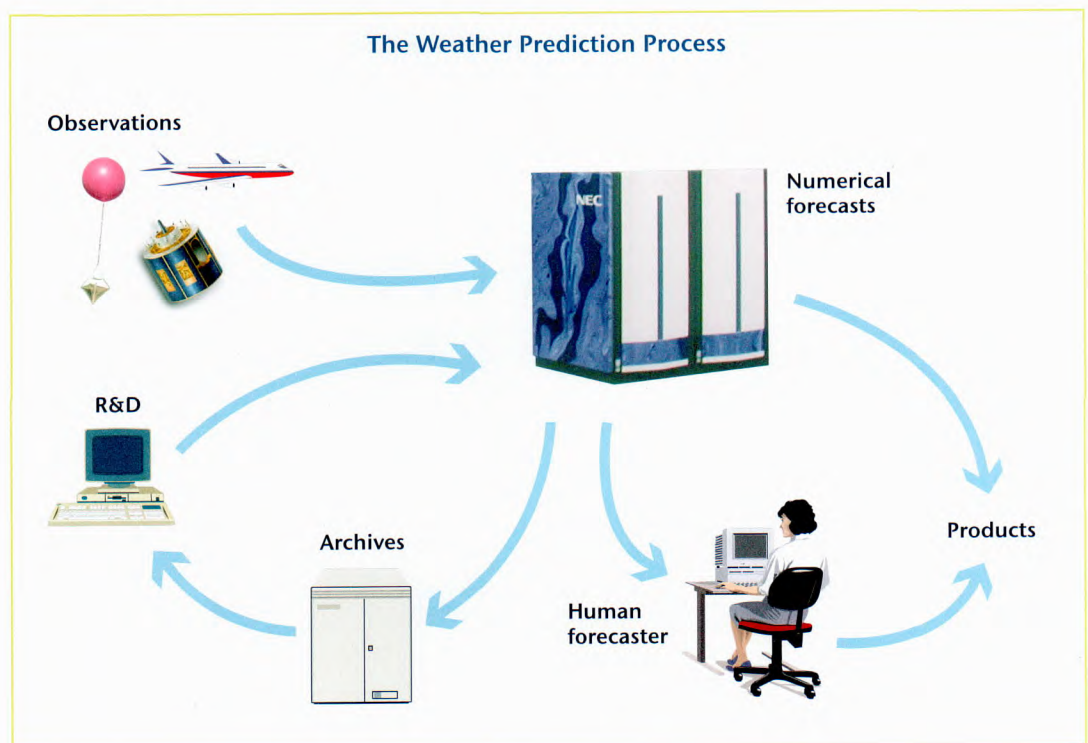 The Weather Prediction Process
Observations
NEC
Numerical
forecasts
R&D
Archives
Human
forecaster
Products